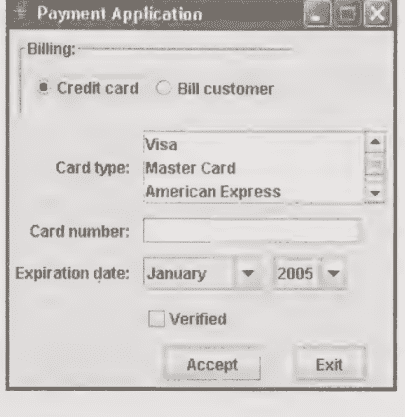 Payment Application
Billing:
Credit card Bill customer
Visa
Card type: Master Card
American Express
Card number:
Expiration date: January 2005
Verified
Accept Exit